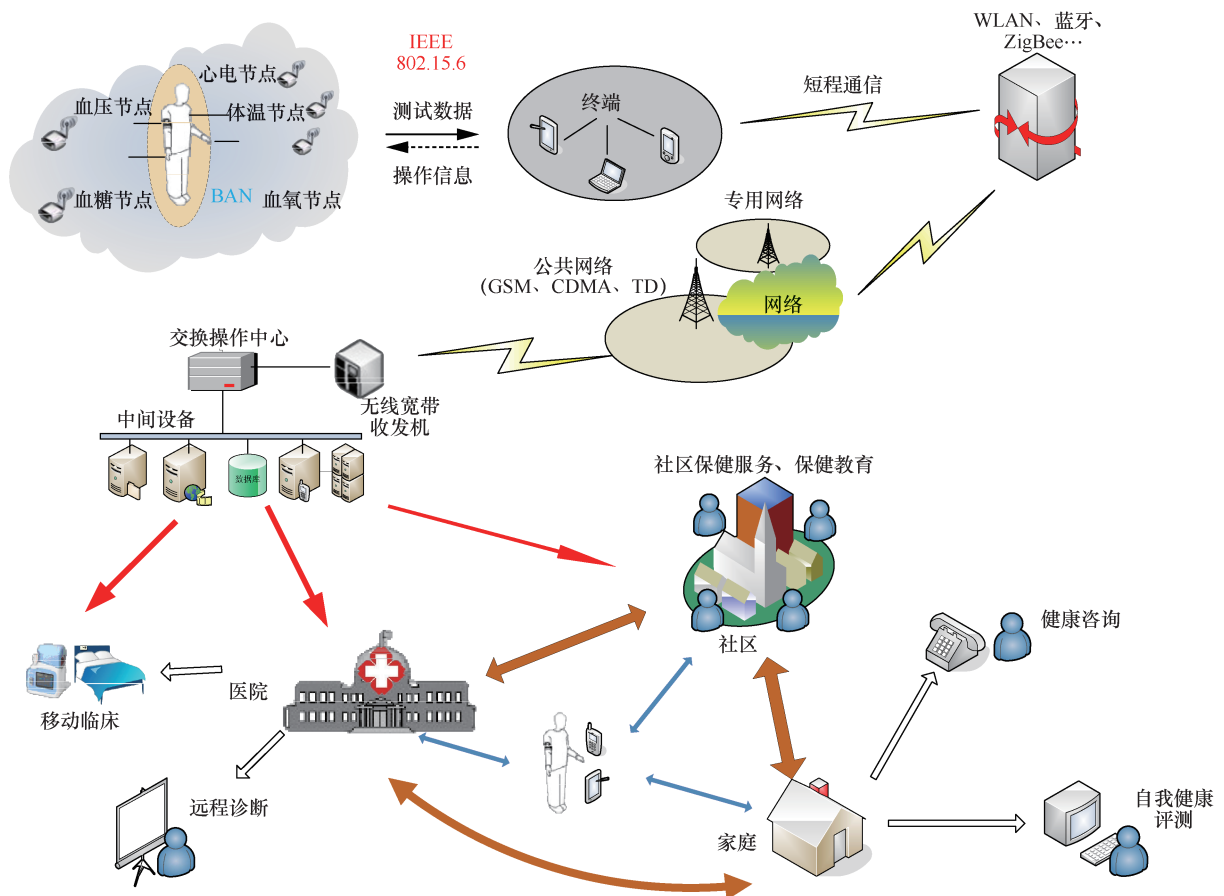 WLAN、蓝牙、
ZigBee…
IEEE
802.15.6
心电节点
血压节点
体温节点
测试数据
终端
短程通信
操作信息
血糖节点
BAN
血氧节点
专用网络
公共网络
(GSM、CDMA、TD)
网络
交换操作中心
无线宽带
收发机
中间设备
数据库
社区保健服务、保健教育
社区
健康咨询
医院
移动临床
远程诊断
家庭
自我健康
评测